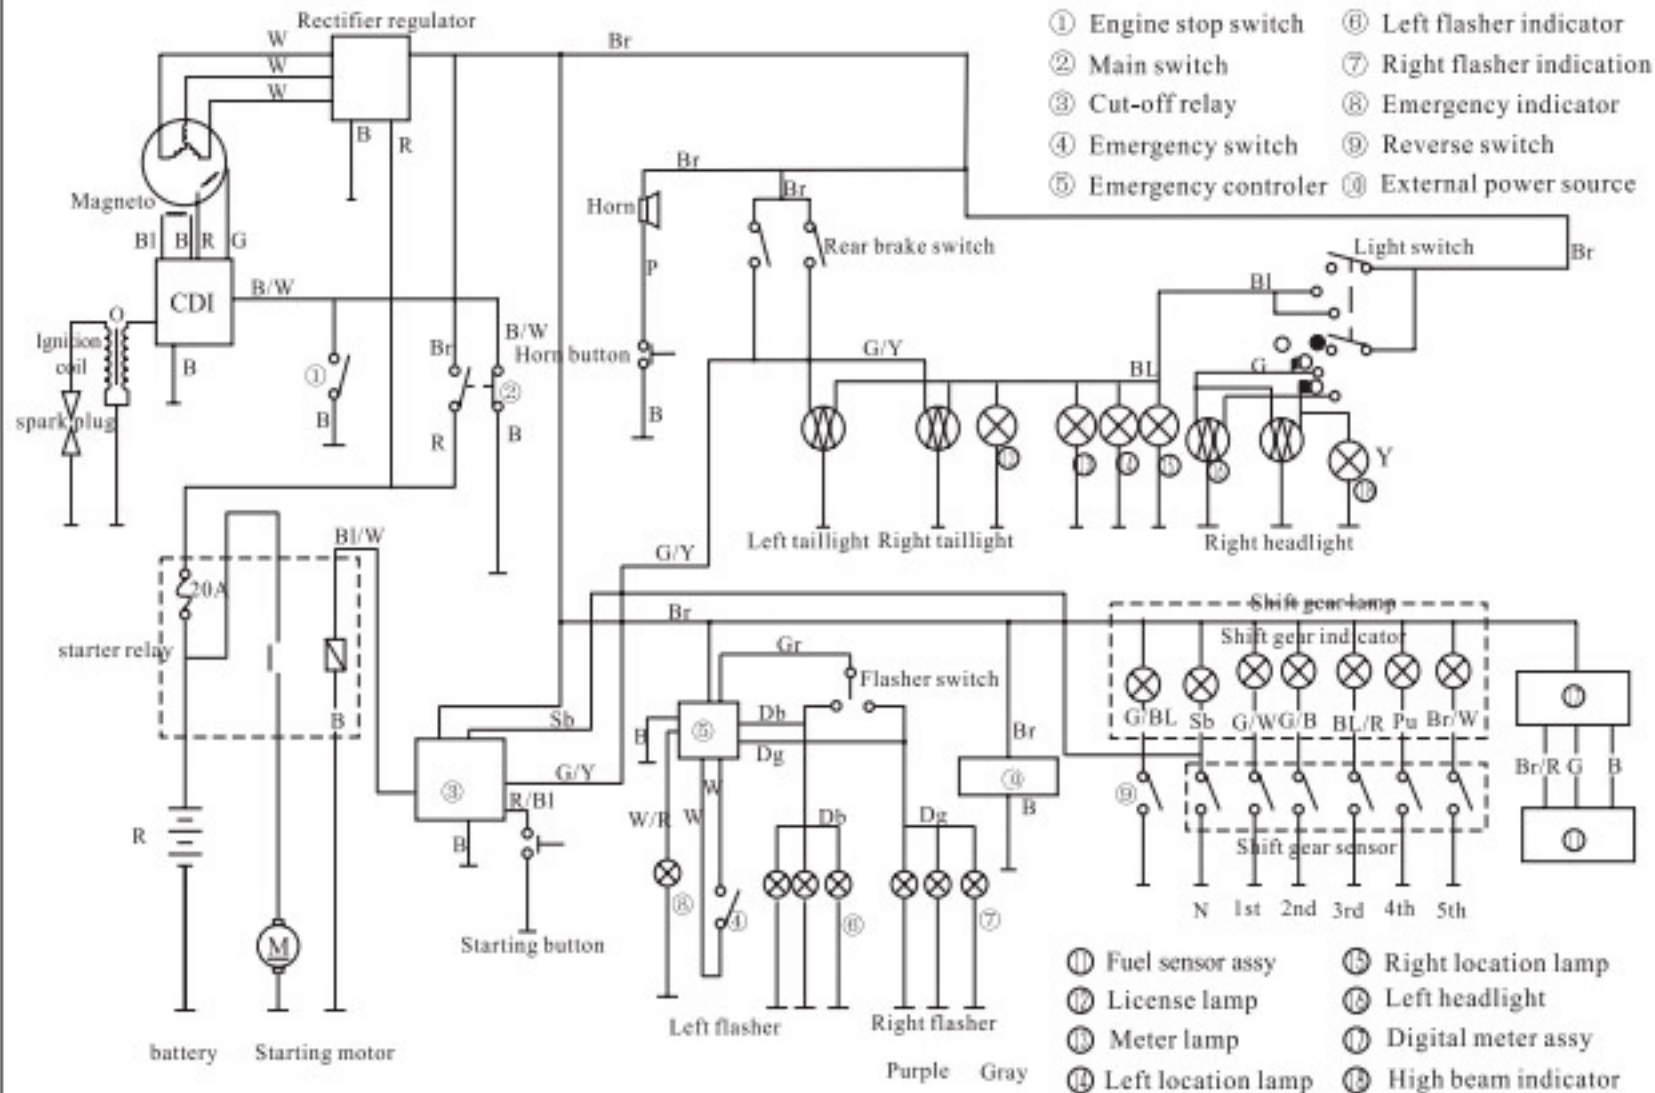 Rectifier regulator
① Engine stop switch
② Main switch
③ Cut-off relay
④ Emergency switch
⑤ Emergency controler
⑥ Left flasher indicator
⑦ Right flasher indication
⑧ Emergency indicator
⑨ Reverse switch
⑩ External power source
W
W
W
Br
B
R
Magneto
Bl B R G
CDI
B/W
O
Ignition
coil
B
spark plug
①
B
Br
R
B/W
②
B
Br
Horn
P
Horn button
B
Br
Rear brake switch
G/Y
Light switch
Br
Bl
BL
G
Y
⑫
⑬
⑭
⑮
⑯
⑱
Left taillight
Right taillight
Right headlight
20A
starter relay
Bl/W
B
R
M
battery
Starting motor
G/Y
Br
Sb
③
G/Y
R/Bl
B
Starting button
Gr
Flasher switch
⑤
B
Db
Dg
W
W
W/R
⑧
④
Db
⑥
Dg
⑦
Left flasher
Right flasher
Br
⑩
B
Shift gear lamp
Shift gear indicator
G/BL Sb G/W G/B BL/R Pu Br/W
⑨
Shift gear sensor
N 1st 2nd 3rd 4th 5th
⑰
Br/R G B
Purple Gray
⑪ Fuel sensor assy
⑫ License lamp
⑬ Meter lamp
⑭ Left location lamp
⑮ Right location lamp
⑯ Left headlight
⑰ Digital meter assy
⑱ High beam indicator